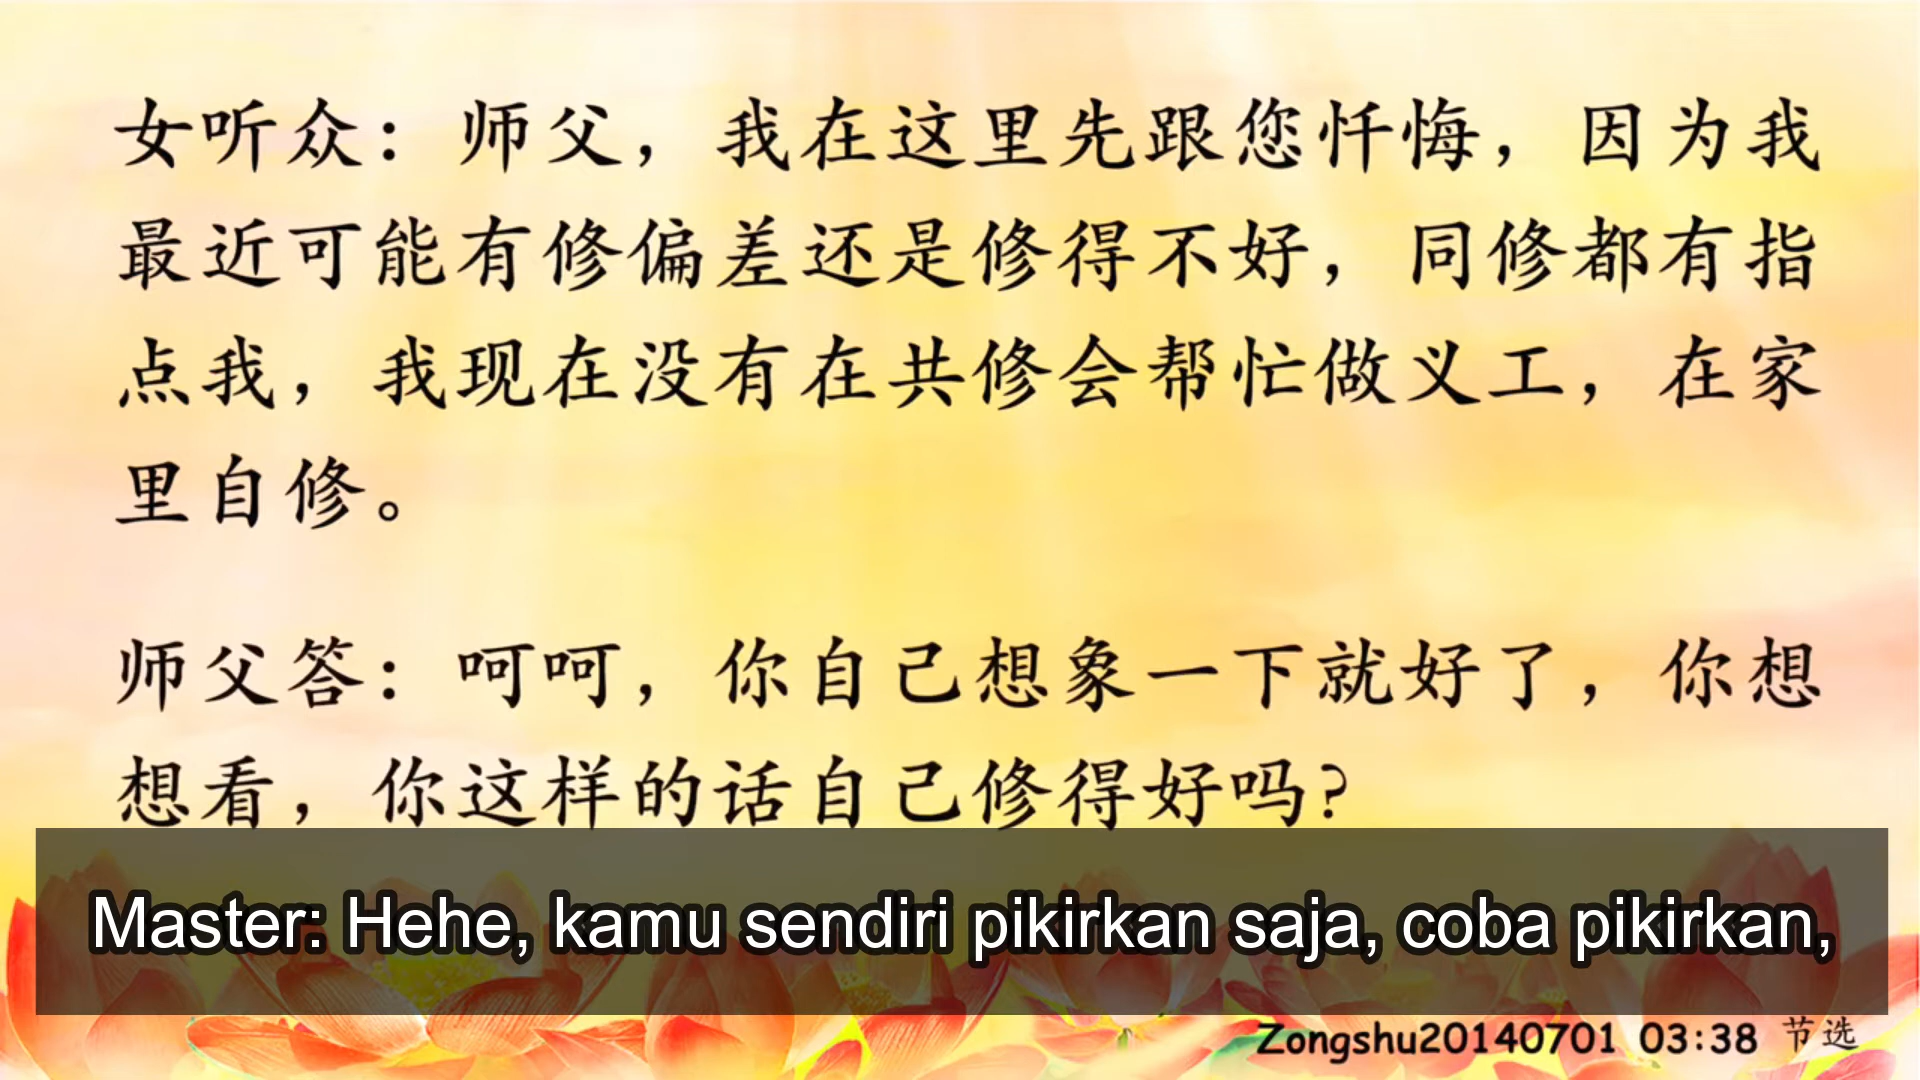 女听众：师父，我在这里先跟您忏悔，因为我
最近可能有修偏差还是修得不好，同修都有指
点我，我现在没有在共修会帮忙做义工，在家
里自修。
师父答：呵呵，你自己想象一下就好了，你想
想看，你这样的话自己修得好吗？
Master: Hehe, kamu sendiri pikirkan saja, coba pikirkan,
Zongshu20140701 03:38 节选